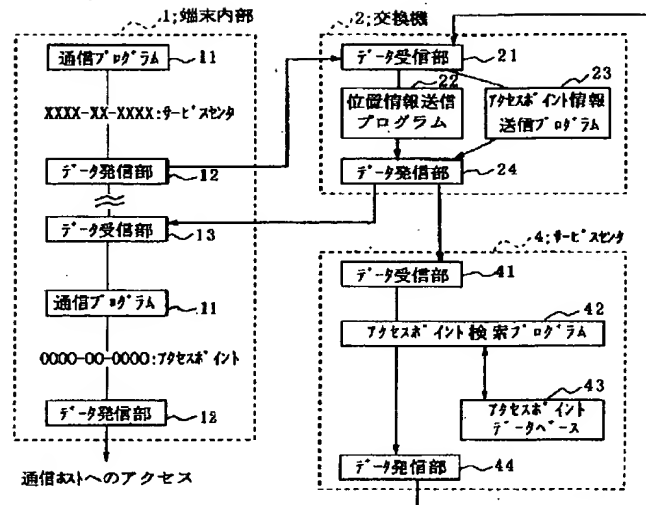 1;端末内部
通信プログラム
11
XXXX-XX-XXXX:サービスセンタ
データ発信部
12
データ受信部
13
通信プログラム
11
OOOO-OO-OOOO:アクセスポイント
データ発信部
12
通信ホストへのアクセス
2;交換機
データ受信部
21
22
位置情報送信
プログラム
23
アクセスポイント情報
送信プログラム
データ発信部
24
4;サービスセンタ
データ受信部
41
42
アクセスポイント検索プログラム
43
アクセスポイント
データベース
データ発信部
44